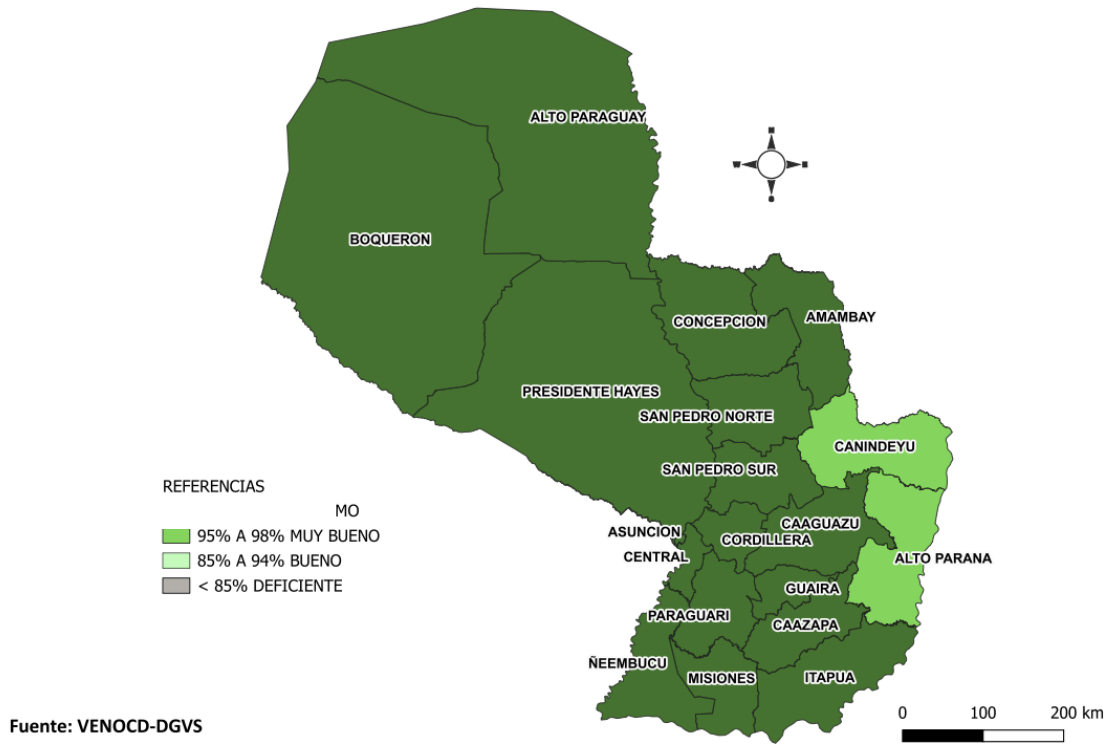 ALTO PARAGUAY
BOQUERON
CONCEPCION
AMAMBAY
PRESIDENTE HAYES
SAN PEDRO NORTE
CANINDEYU
SAN PEDRO SUR
CAAGUAZU
ASUNCION
CORDILLERA
CENTRAL
ALTO PARANA
GUAIRA
PARAGUARI
CAAZAPA
ÑEEMBUCU
MISIONES
ITAPUA
REFERENCIAS
MO
95% A 98% MUY BUENO
85% A 94% BUENO
< 85% DEFICIENTE
0 100 200 km
Fuente: VENOCD-DGVS